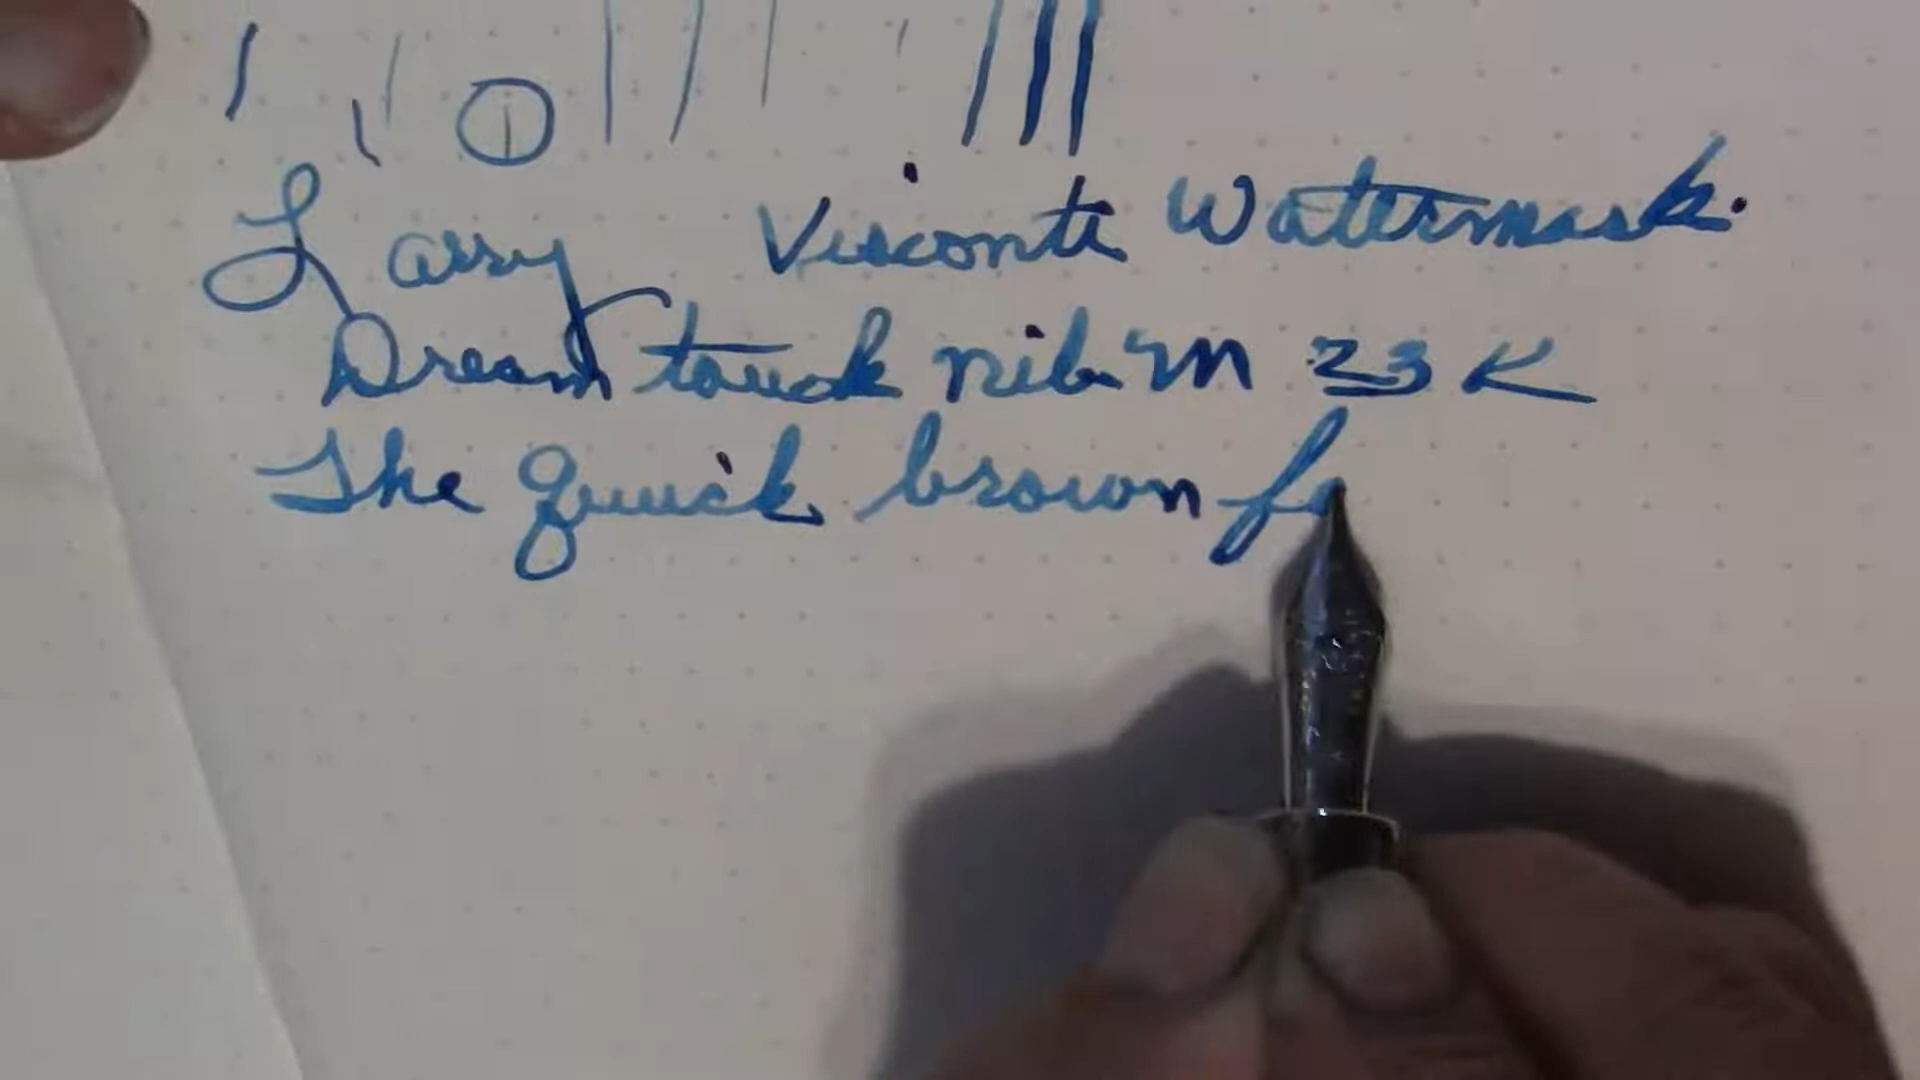 Larry Visconti Watermark.
Dream touch nib M 23 K
The quick brown fo